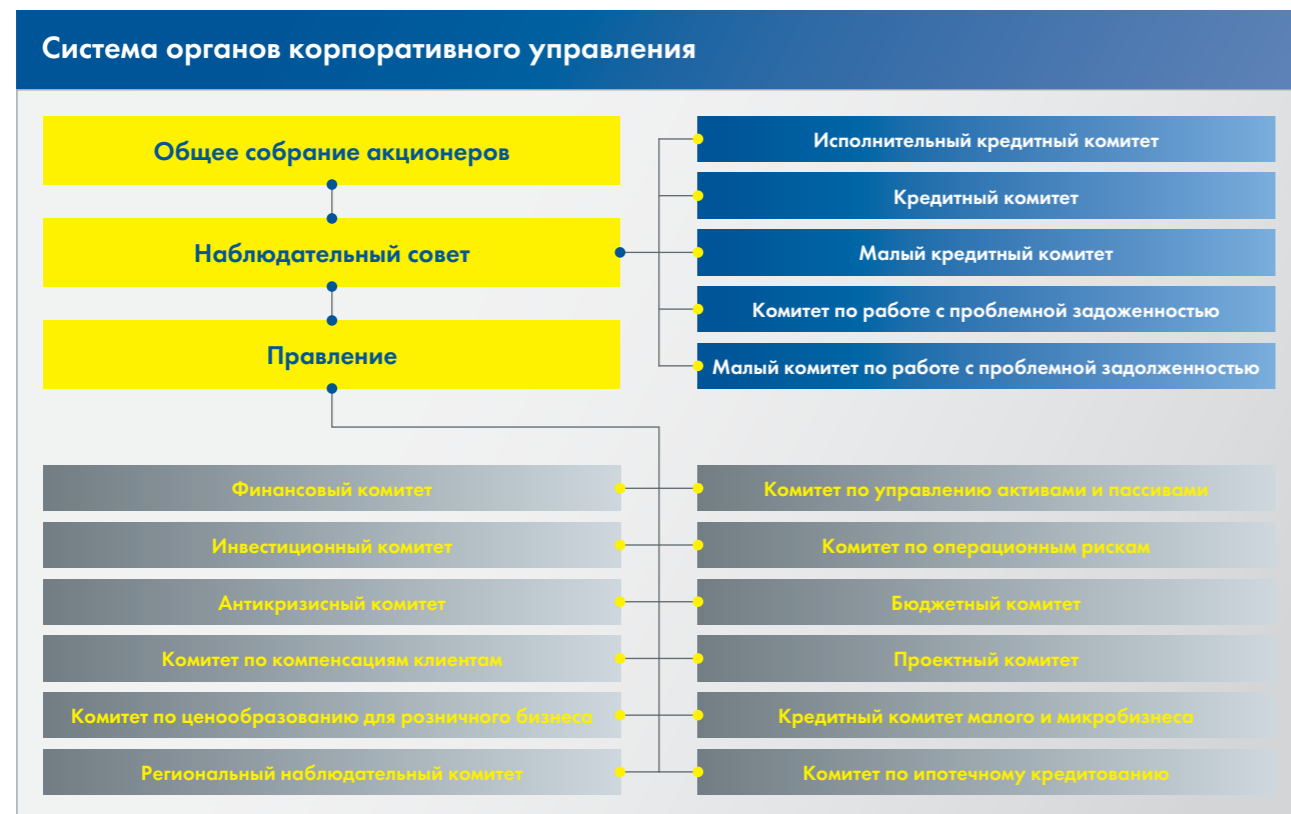 Система органов корпоративного управления
Общее собрание акционеров
Наблюдательный совет
Правление
Исполнительный кредитный комитет
Кредитный комитет
Малый кредитный комитет
Комитет по работе с проблемной задоженностью
Малый комитет по работе с проблемной задолженностью
Финансовый комитет
Инвестиционный комитет
Антикризисный комитет
Комитет по компенсациям клиентам
Комитет по ценообразованию для розничного бизнеса
Региональный наблюдательный комитет
Комитет по управлению активами и пассивами
Комитет по операционным рискам
Бюджетный комитет
Проектный комитет
Кредитный комитет малого и микробизнеса
Комитет по ипотечному кредитованию